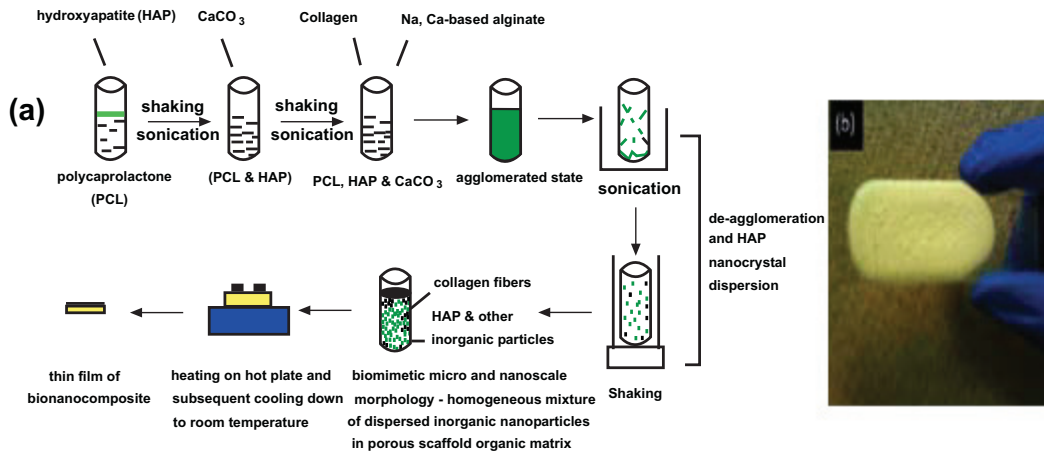 hydroxyapatite (HAP)
CaCO3
Collagen
Na, Ca-based alginate
(a)
shaking
sonication
shaking
sonication
polycaprolactone
(PCL)
(PCL & HAP)
PCL, HAP & CaCO3
agglomerated state
sonication
(b)
de-agglomeration
and HAP
nanocrystal
dispersion
collagen fibers
HAP & other
inorganic particles
Shaking
thin film of
bionanocomposite
heating on hot plate and
subsequent cooling down
to room temperature
biomimetic micro and nanoscale
morphology - homogeneous mixture
of dispersed inorganic nanoparticles
in porous scaffold organic matrix